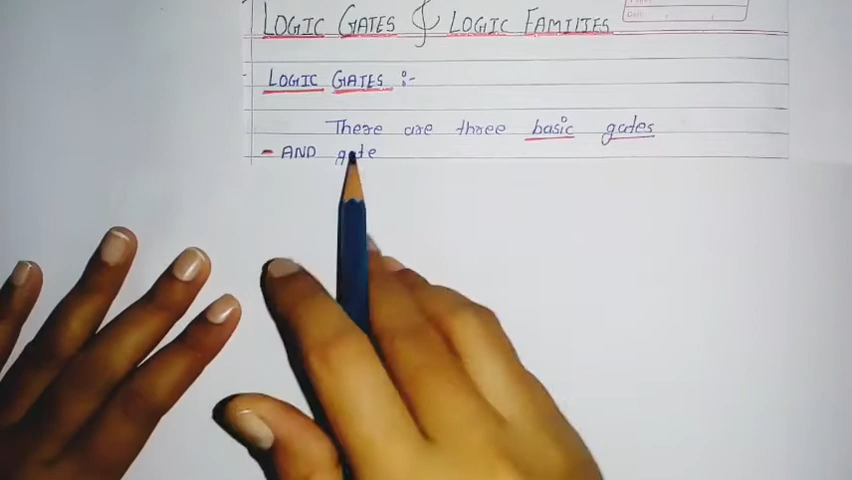 LOGIC GATES & LOGIC FAMILIES
LOGIC GATES :-
There are three basic gates
- AND gate